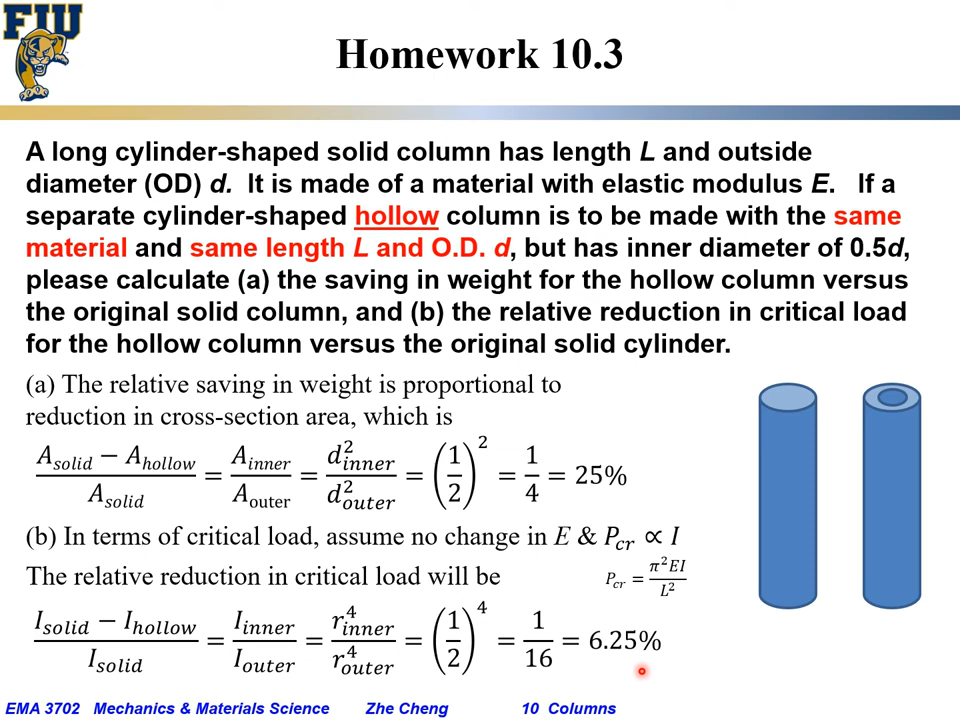 FIU
Homework 10.3
A long cylinder-shaped solid column has length L and outside
diameter (OD) d. It is made of a material with elastic modulus E. If a
separate cylinder-shaped hollow column is to be made with the same
material and same length L and O.D. d, but has inner diameter of 0.5d,
please calculate (a) the saving in weight for the hollow column versus
the original solid column, and (b) the relative reduction in critical load
for the hollow column versus the original solid cylinder.
(a) The relative saving in weight is proportional to
reduction in cross-section area, which is
(A_solid − A_hollow)/A_solid = A_inner/A_outer = d²_inner/d²_outer = (1/2)² = 1/4 = 25%
(b) In terms of critical load, assume no change in E & P_cr ∝ I
The relative reduction in critical load will be P_cr = π²EI/L²
(I_solid − I_hollow)/I_solid = I_inner/I_outer = r⁴_inner/r⁴_outer = (1/2)⁴ = 1/16 = 6.25%
EMA 3702 Mechanics & Materials Science Zhe Cheng 10 Columns